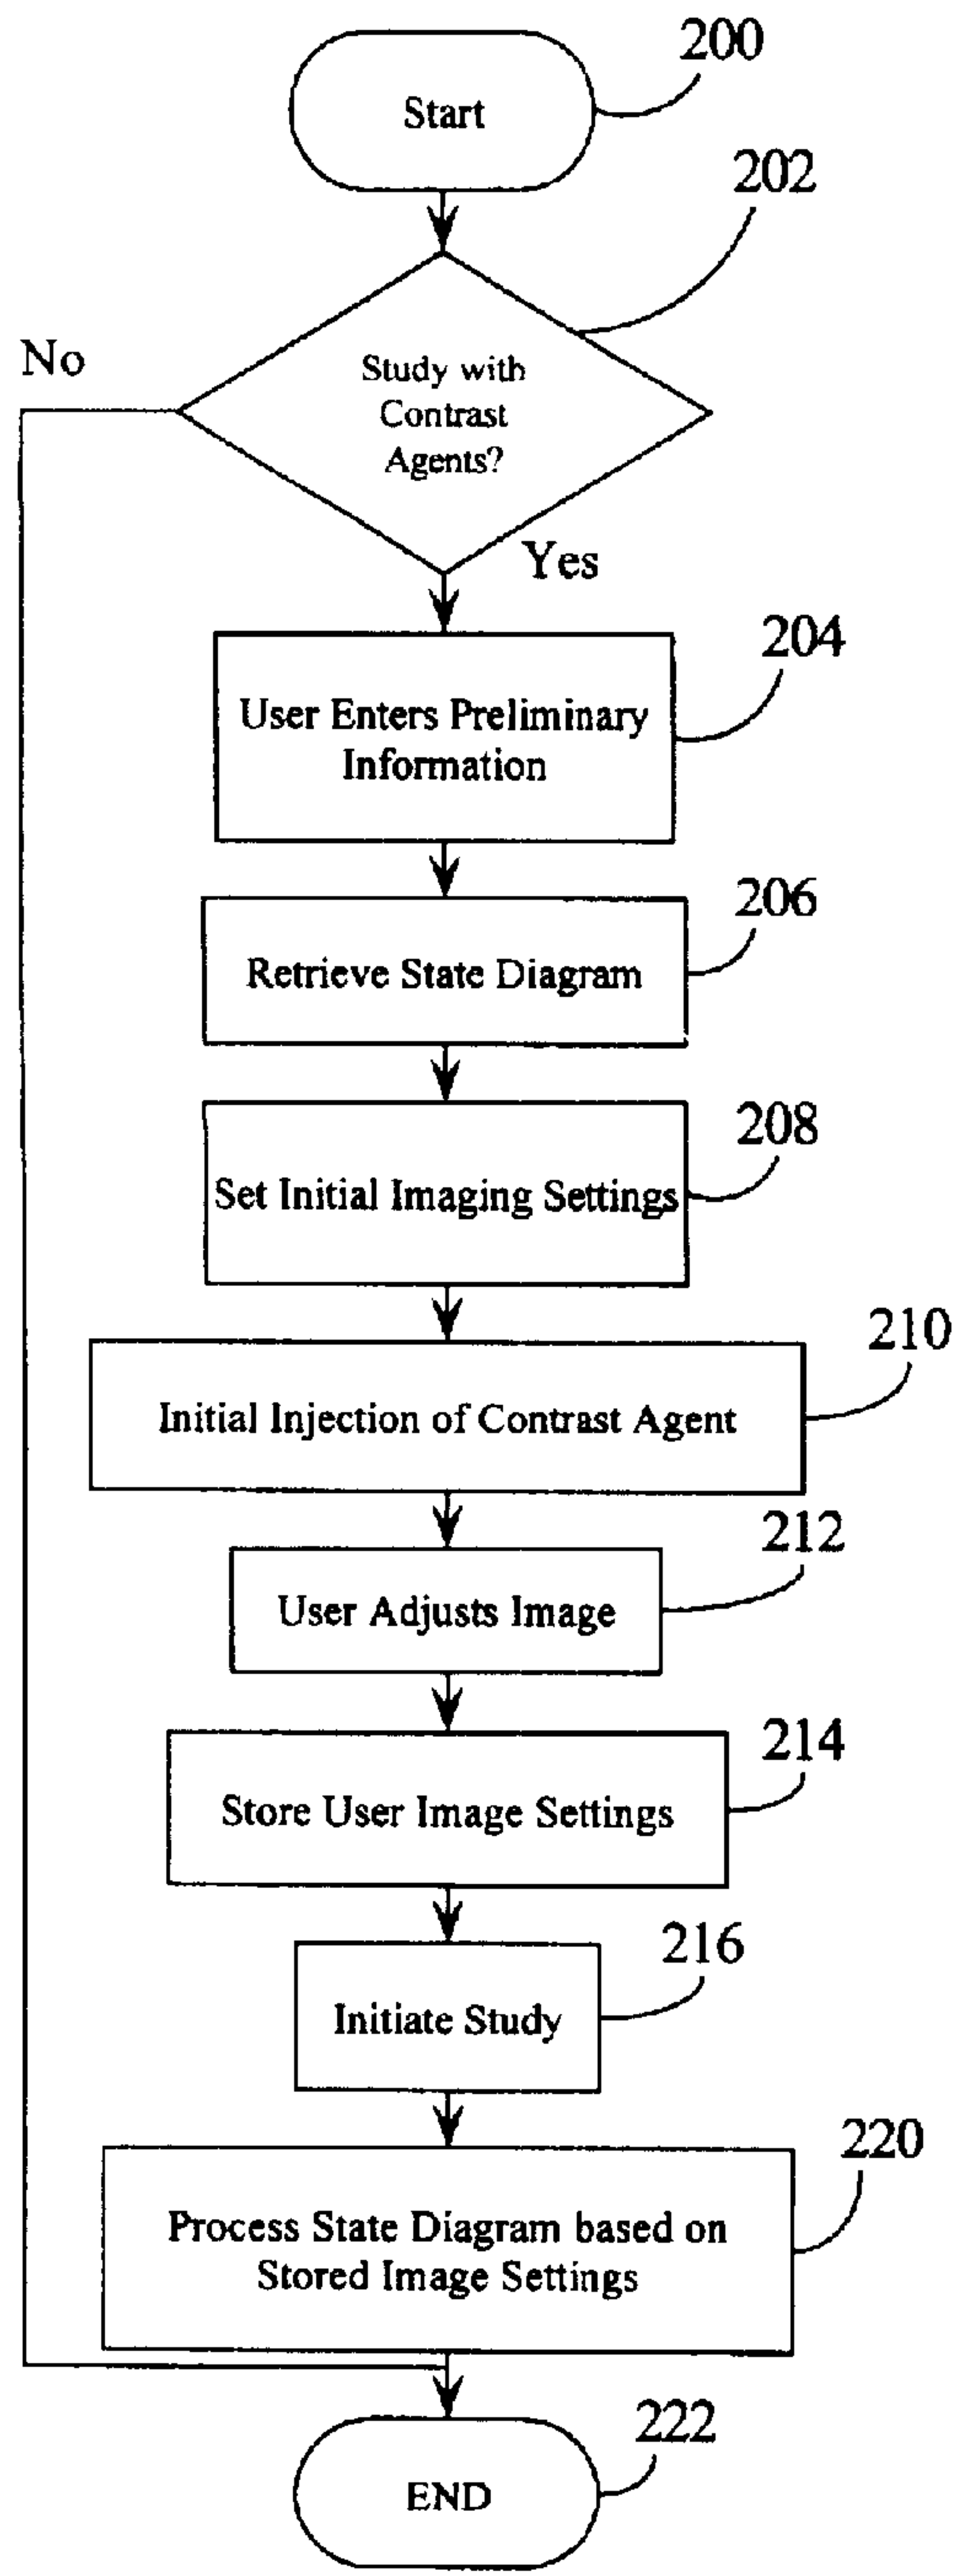 200
Start
202
No
Study with
Contrast
Agents?
Yes
204
User Enters Preliminary
Information
206
Retrieve State Diagram
208
Set Initial Imaging Settings
210
Initial Injection of Contrast Agent
212
User Adjusts Image
214
Store User Image Settings
216
Initiate Study
220
Process State Diagram based on
Stored Image Settings
222
END